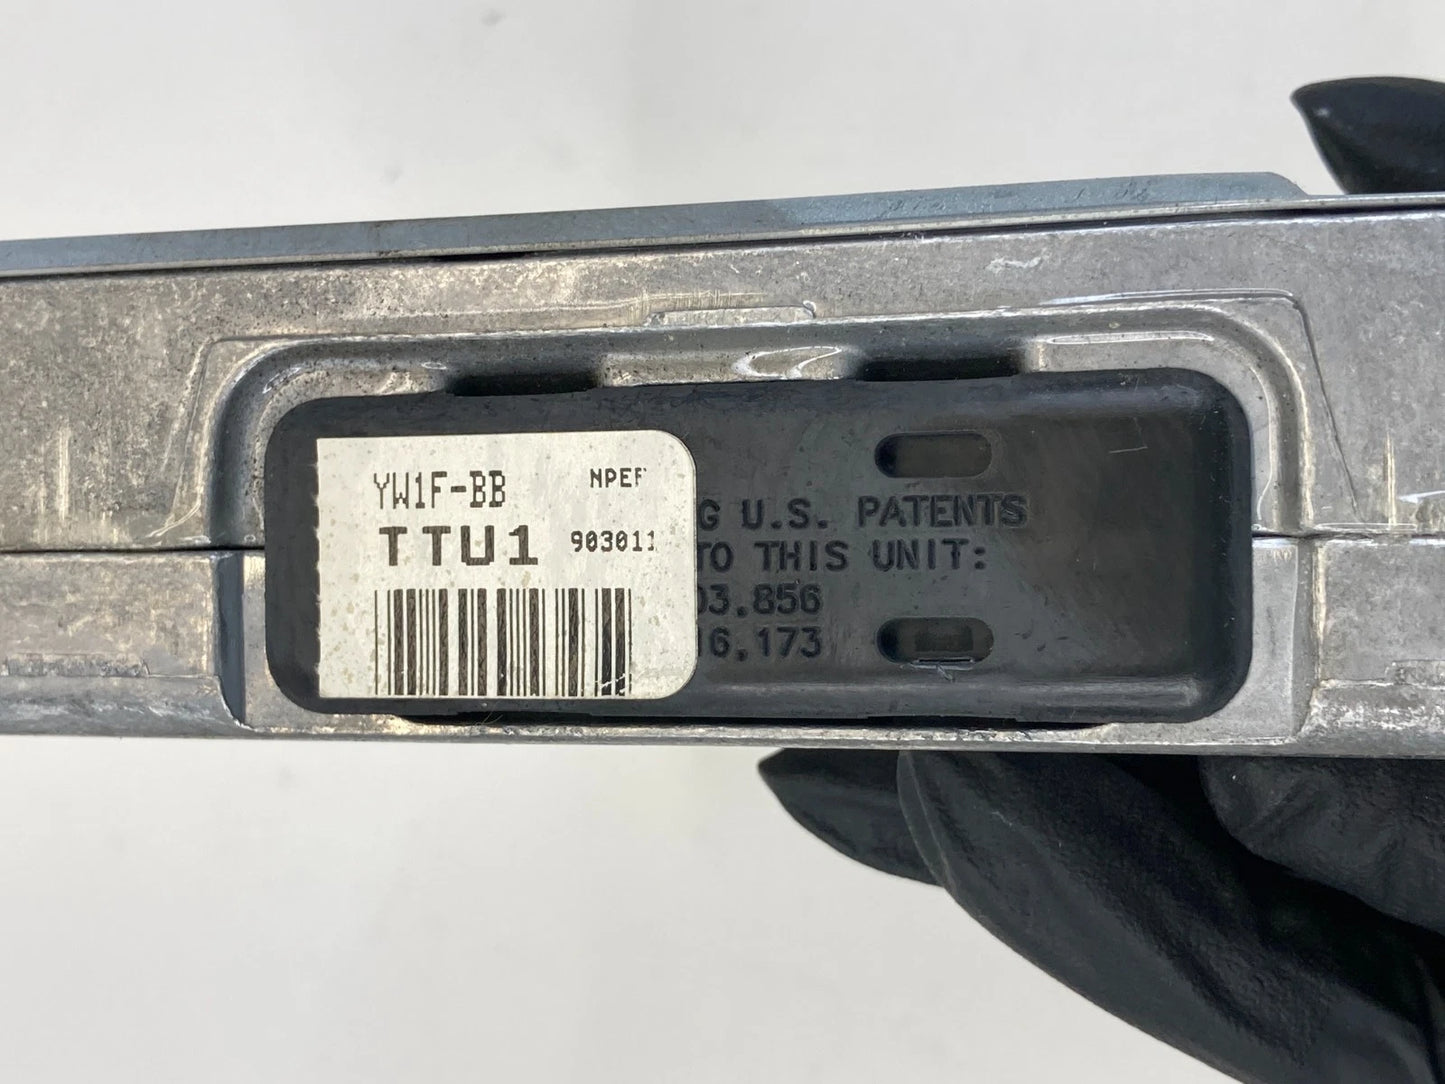 YW1F-BB NPEF
TTU1 903011
G U.S. PATENTS
TO THIS UNIT:
03,856
16,173